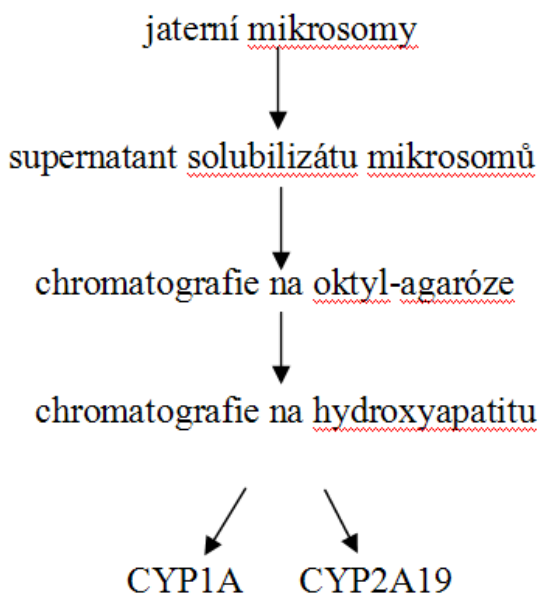 jaterní mikrosomy
supernatant solubilizátu mikrosomů
chromatografie na oktyl-agaróze
chromatografie na hydroxyapatitu
CYP1A CYP2A19